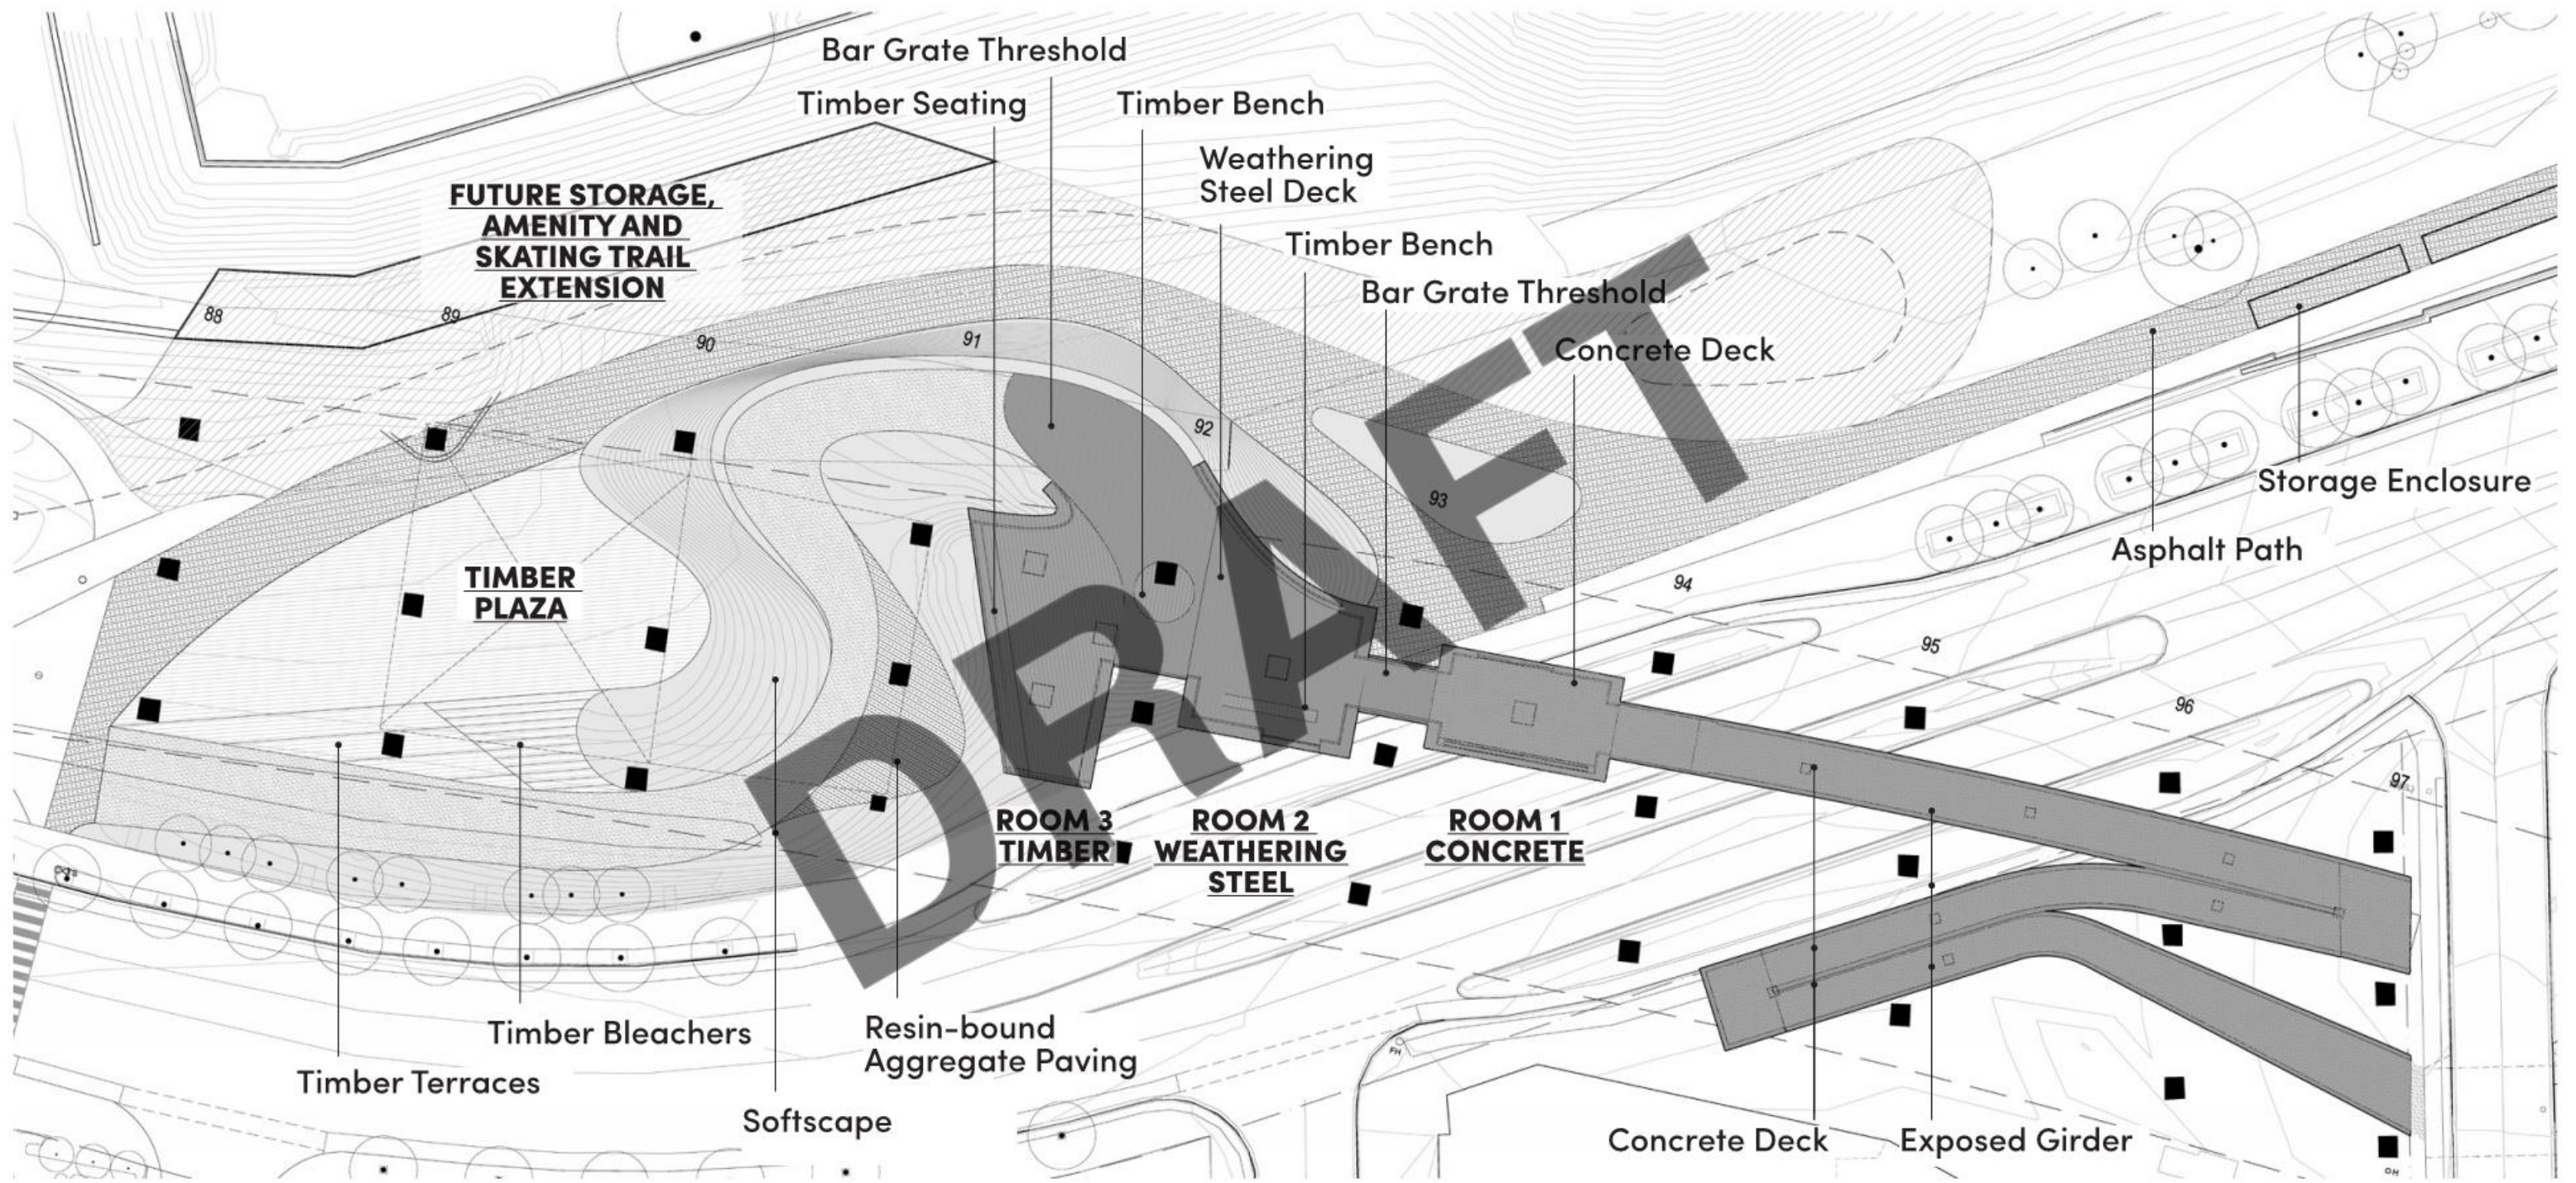 Bar Grate Threshold
Timber Seating
Timber Bench
Weathering
Steel Deck
FUTURE STORAGE,
AMENITY AND
SKATING TRAIL
EXTENSION
Timber Bench
Bar Grate Threshold
Concrete Deck
88
89
90
91
92
93
94
95
96
97
Storage Enclosure
Asphalt Path
TIMBER
PLAZA
DRAFT
ROOM 3
TIMBER
ROOM 2
WEATHERING
STEEL
ROOM 1
CONCRETE
Timber Bleachers
Timber Terraces
Resin-bound
Aggregate Paving
Softscape
FH
Concrete Deck
Exposed Girder
OH